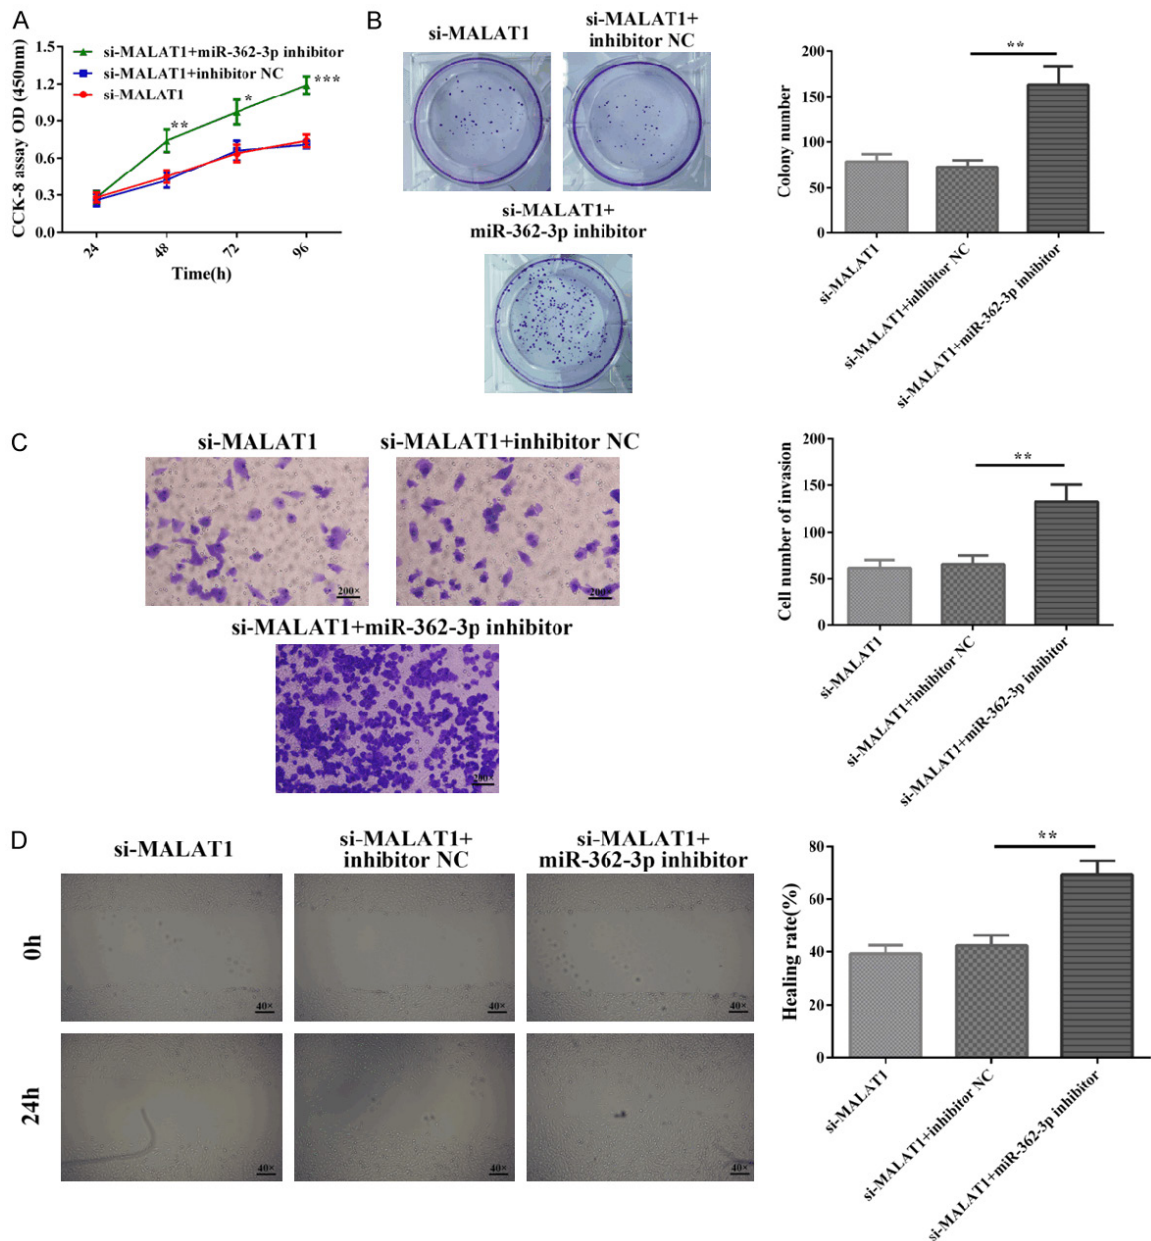 A
CCK-8 assay OD (450nm)
1.5
1.2
0.9
0.6
0.3
0.0
si-MALAT1+miR-362-3p inhibitor
si-MALAT1+inhibitor NC
si-MALAT1
**
*
***
24
48
72
96
Time(h)
B
si-MALAT1
si-MALAT1+
inhibitor NC
si-MALAT1+
miR-362-3p inhibitor
Colony number
200
150
100
50
0
**
si-MALAT1
si-MALAT1+inhibitor NC
si-MALAT1+miR-362-3p inhibitor
C
si-MALAT1
si-MALAT1+inhibitor NC
200×
200×
si-MALAT1+miR-362-3p inhibitor
200×
Cell number of invasion
200
150
100
50
0
**
si-MALAT1
si-MALAT1+inhibitor NC
si-MALAT1+miR-362-3p inhibitor
D
si-MALAT1
si-MALAT1+
inhibitor NC
si-MALAT1+
miR-362-3p inhibitor
0h
40×
40×
40×
24h
40×
40×
40×
Healing rate(%)
80
60
40
20
0
**
si-MALAT1
si-MALAT1+inhibitor NC
si-MALAT1+miR-362-3p inhibitor